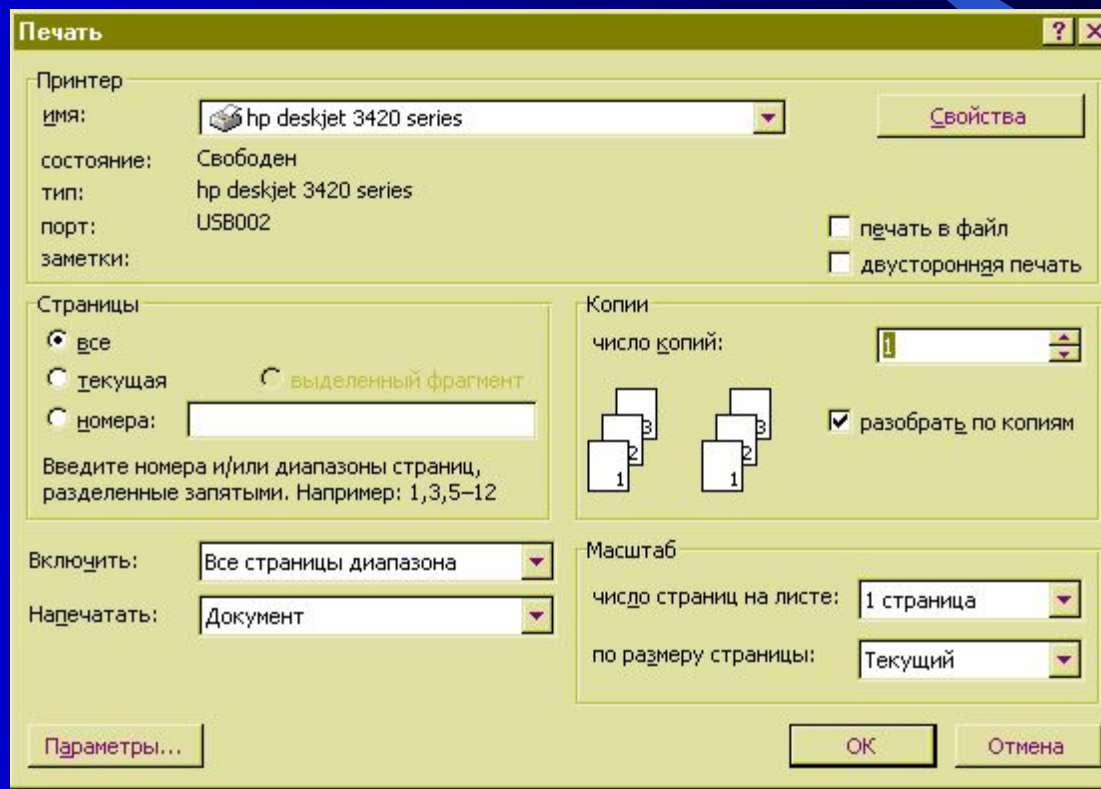 Печать
Принтер
имя: hp deskjet 3420 series Свойства
состояние: Свободен
тип: hp deskjet 3420 series
порт: USB002
печать в файл
заметки:
двусторонняя печать
Страницы
все
текущая выделенный фрагмент
номера:
Введите номера и/или диапазоны страниц,
разделенные запятыми. Например: 1,3,5–12
Копии
число копий: 1
3 3
2 2
1 1
разобрать по копиям
Включить: Все страницы диапазона
Напечатать: Документ
Масштаб
число страниц на листе: 1 страница
по размеру страницы: Текущий
Параметры... ОК Отмена